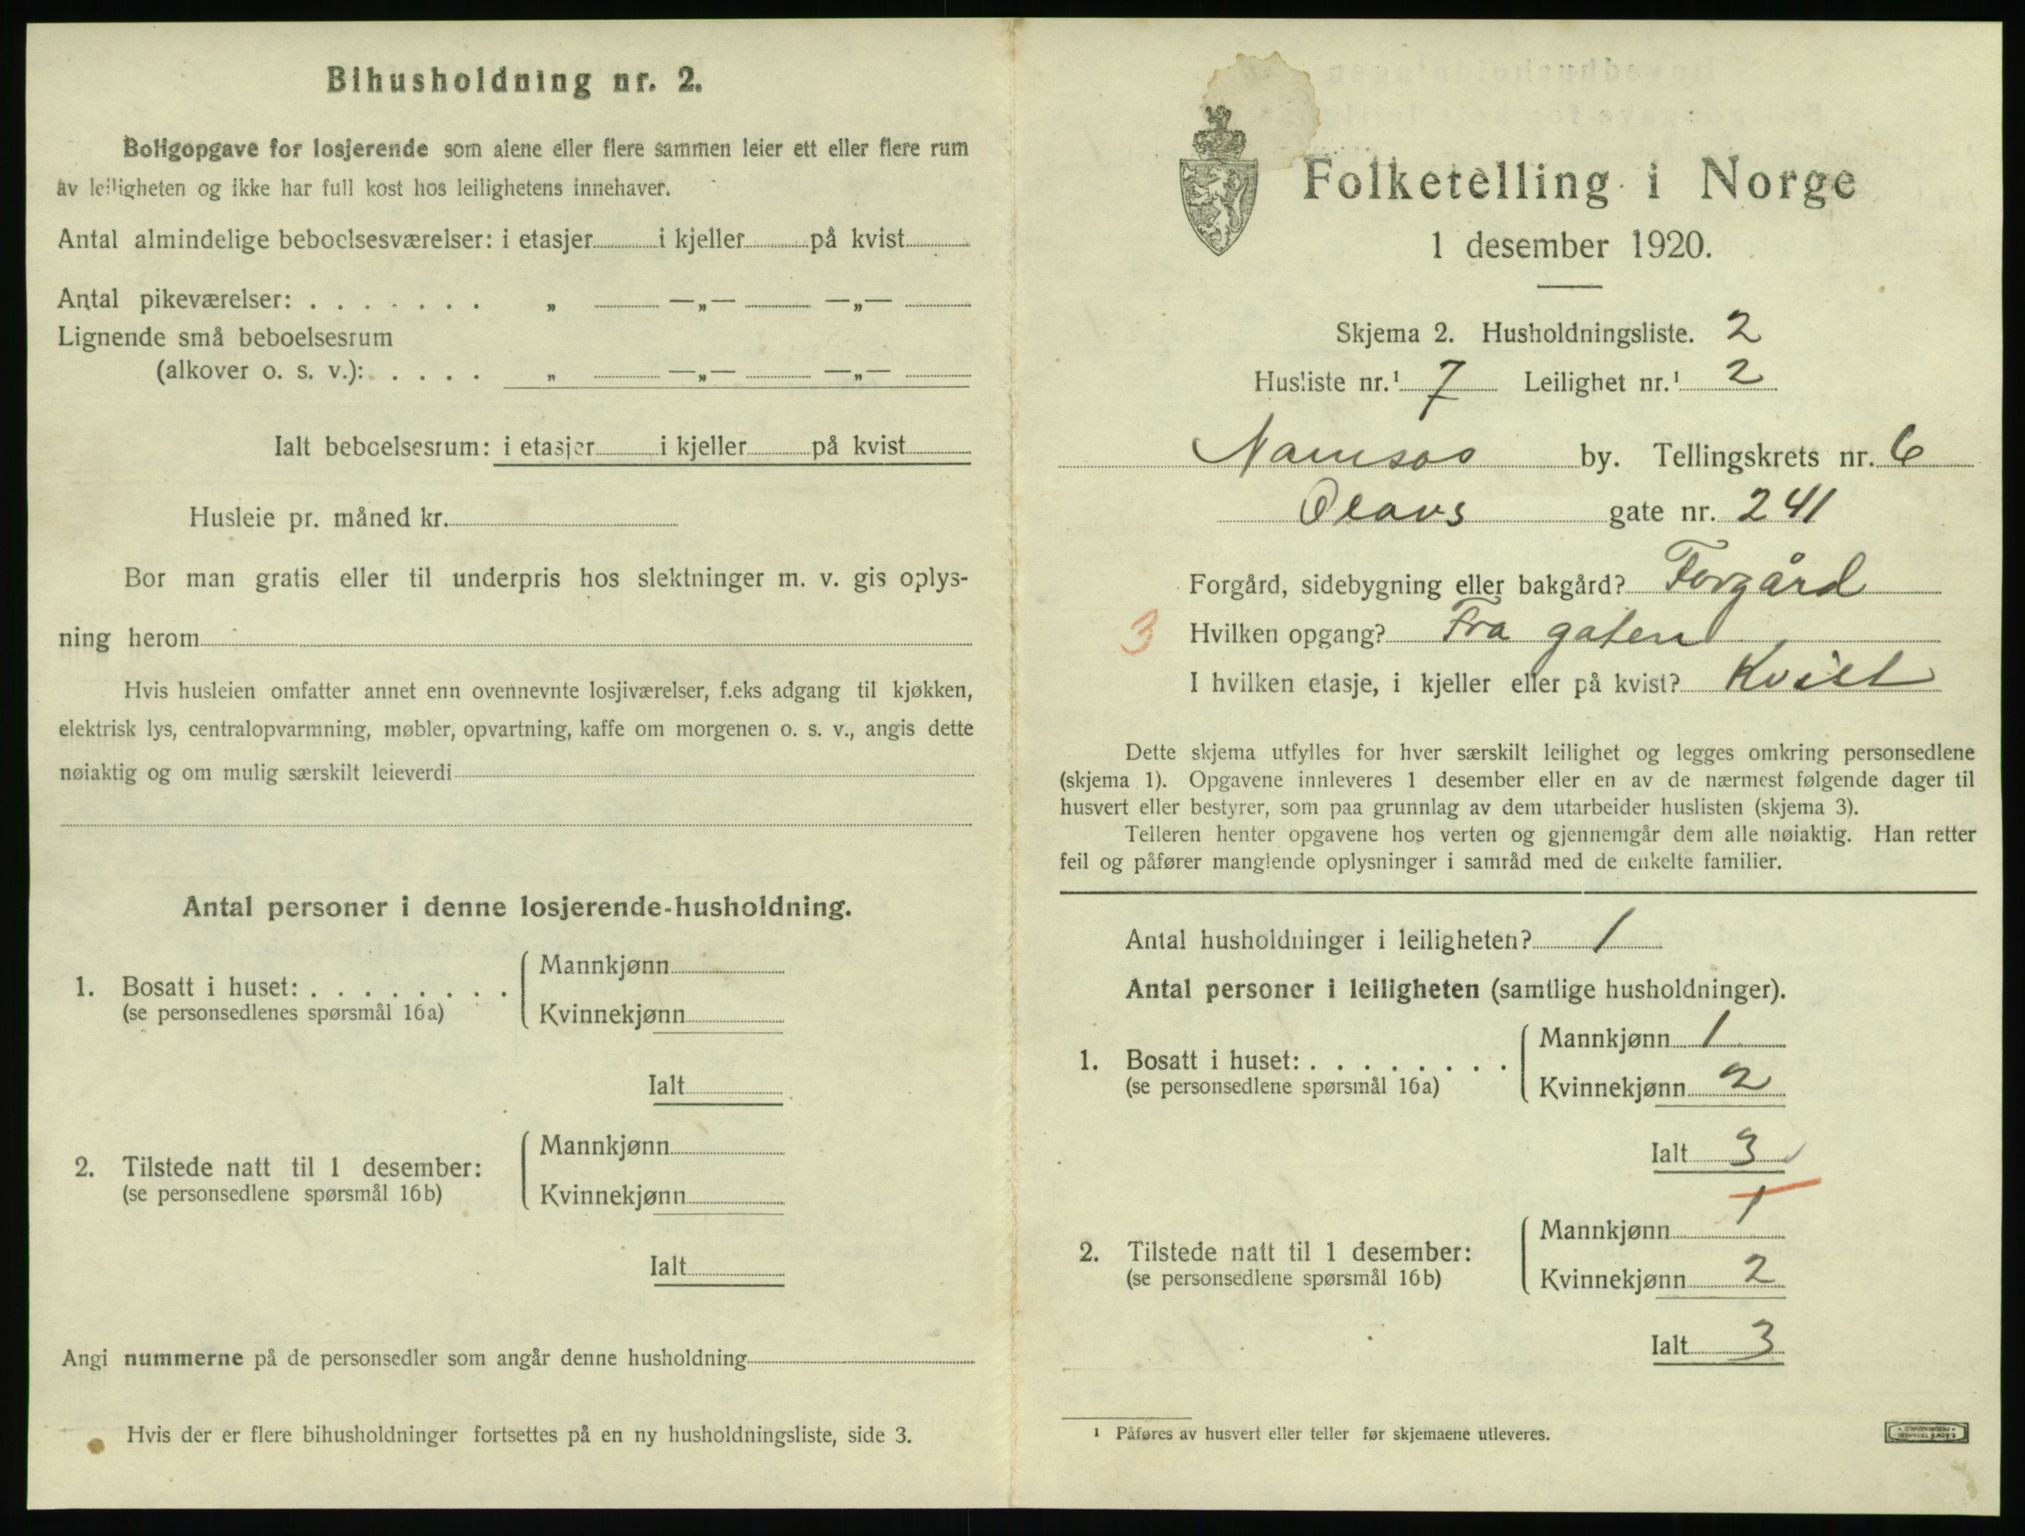 Bihusholdning nr. 2.
Boligopgave for losjerende som alene eller flere sammen leier ett eller flere rum
av leiligheten og ikke har full kost hos leilighetens innehaver.
Antal almindelige beboelsesværelser: i etasjer i kjeller på kvist
Antal pikeværelser: . . . . . . . „ —„— —„—
Lignende små beboelsesrum
(alkover o. s. v.): . . . . „ —„— —„—
Ialt beboelsesrum: i etasjer i kjeller på kvist
Husleie pr. måned kr.
Bor man gratis eller til underpris hos slektninger m. v. gis oplys-
ning herom
Hvis husleien omfatter annet enn ovennevnte losjiværelser, f.eks adgang til kjøkken,
elektrisk lys, centralopvarmning, møbler, opvartning, kaffe om morgenen o. s. v., angis dette
nøiaktig og om mulig særskilt leieverdi
Antal personer i denne losjerende-husholdning.
1. Bosatt i huset: . . . . . . . . Mannkjønn
(se personsedlenes spørsmål 16a) Kvinnekjønn
Ialt
2. Tilstede natt til 1 desember: Mannkjønn
(se personsedlene spørsmål 16b) Kvinnekjønn
Ialt
Angi nummerne på de personsedler som angår denne husholdning
Hvis der er flere bihusholdninger fortsettes på en ny husholdningsliste, side 3.
Folketelling i Norge
1 desember 1920.
Skjema 2. Husholdningsliste. 2
Husliste nr.¹ 7 Leilighet nr.¹ 2
Namsos by. Tellingskrets nr. 6
Olavs gate nr. 241
Forgård, sidebygning eller bakgård? Forgård
3 Hvilken opgang? Fra gaten
I hvilken etasje, i kjeller eller på kvist? Kvist
Dette skjema utfylles for hver særskilt leilighet og legges omkring personsedlene
(skjema 1). Opgavene innleveres 1 desember eller en av de nærmest følgende dager til
husvert eller bestyrer, som paa grunnlag av dem utarbeider huslisten (skjema 3).
Telleren henter opgavene hos verten og gjennemgår dem alle nøiaktig. Han retter
feil og påfører manglende oplysninger i samråd med de enkelte familier.
Antal husholdninger i leiligheten? 1
Antal personer i leiligheten (samtlige husholdninger).
1. Bosatt i huset: . . . . . . . . Mannkjønn 1
(se personsedlene spørsmål 16a) Kvinnekjønn 2
Ialt 3
2. Tilstede natt til 1 desember: Mannkjønn 1
(se personsedlene spørsmål 16b) Kvinnekjønn 2
Ialt 3
¹ Påføres av husvert eller teller før skjemaene utleveres.